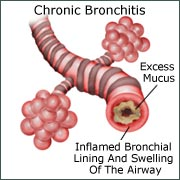 Chronic Bronchitis
Excess
Mucus
Inflamed Bronchial
Lining And Swelling
Of The Airway